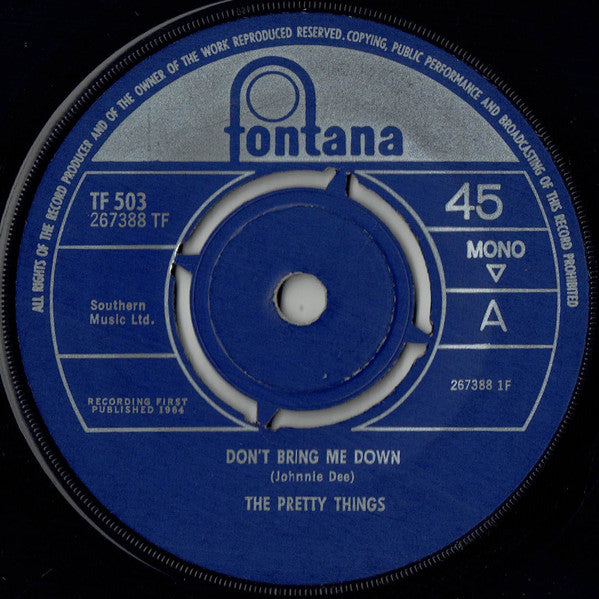 ALL RIGHTS OF THE RECORD PRODUCER AND OF THE OWNER OF THE WORK REPRODUCED RESERVED. COPYING, PUBLIC PERFORMANCE AND BROADCASTING OF THIS RECORD PROHIBITED
fontana
TF 503
267388 TF
45
MONO
A
Southern
Music Ltd.
RECORDING FIRST
PUBLISHED 1964
267388 1F
DON'T BRING ME DOWN
(Johnnie Dee)
THE PRETTY THINGS